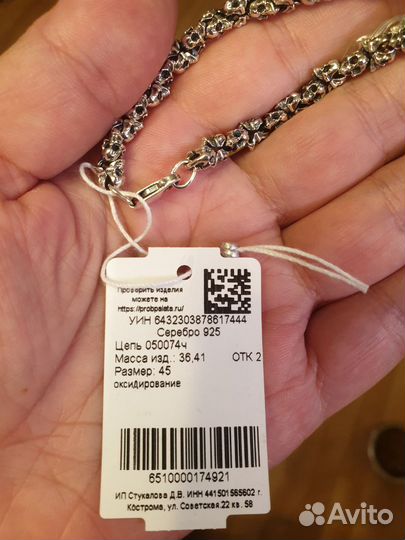 Проверить изделия
можете на
https://probpalata.ru/
УИН 6432303878617444
Серебро 925
Цепь 050074ч
Масса изд.: 36,41 ОТК 2
Размер: 45
оксидирование
6510000174921
ИП Стукалова Д.В. ИНН 441501565602 г.
Кострома, ул. Советская.22 кв. 58
Avito